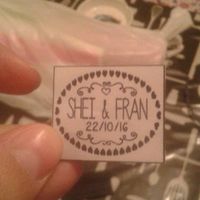 SHEI & FRAN
22/10/16